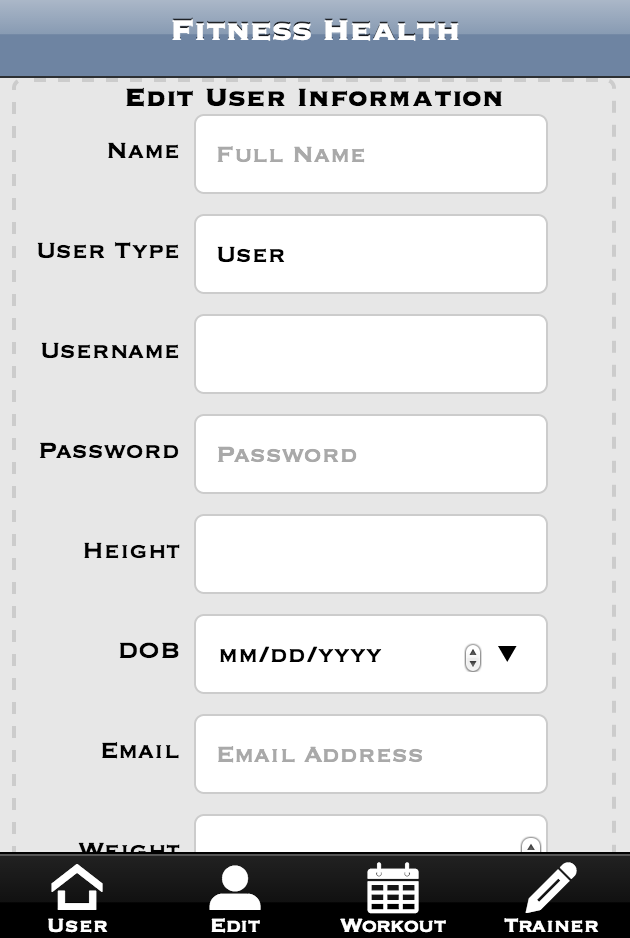 Fitness Health
Edit User Information
Name Full Name
User Type User
Username
Password Password
Height
DOB mm/dd/yyyy
Email Email Address
Weight
User Edit Workout Trainer